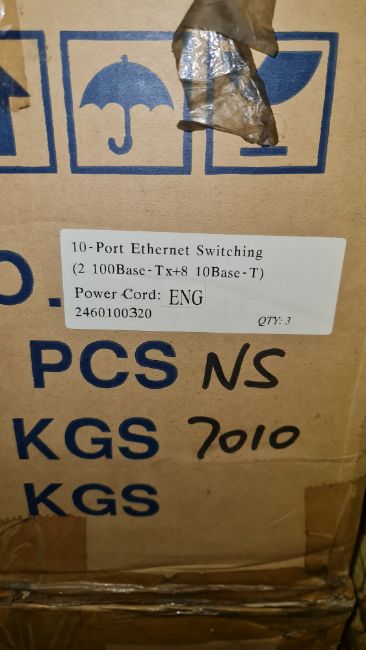 10-Port Ethernet Switching
(2 100Base-Tx+8 10Base-T)
Power Cord: ENG
2460100320
QTY: 3
O.
PCS NS
KGS 7010
KGS